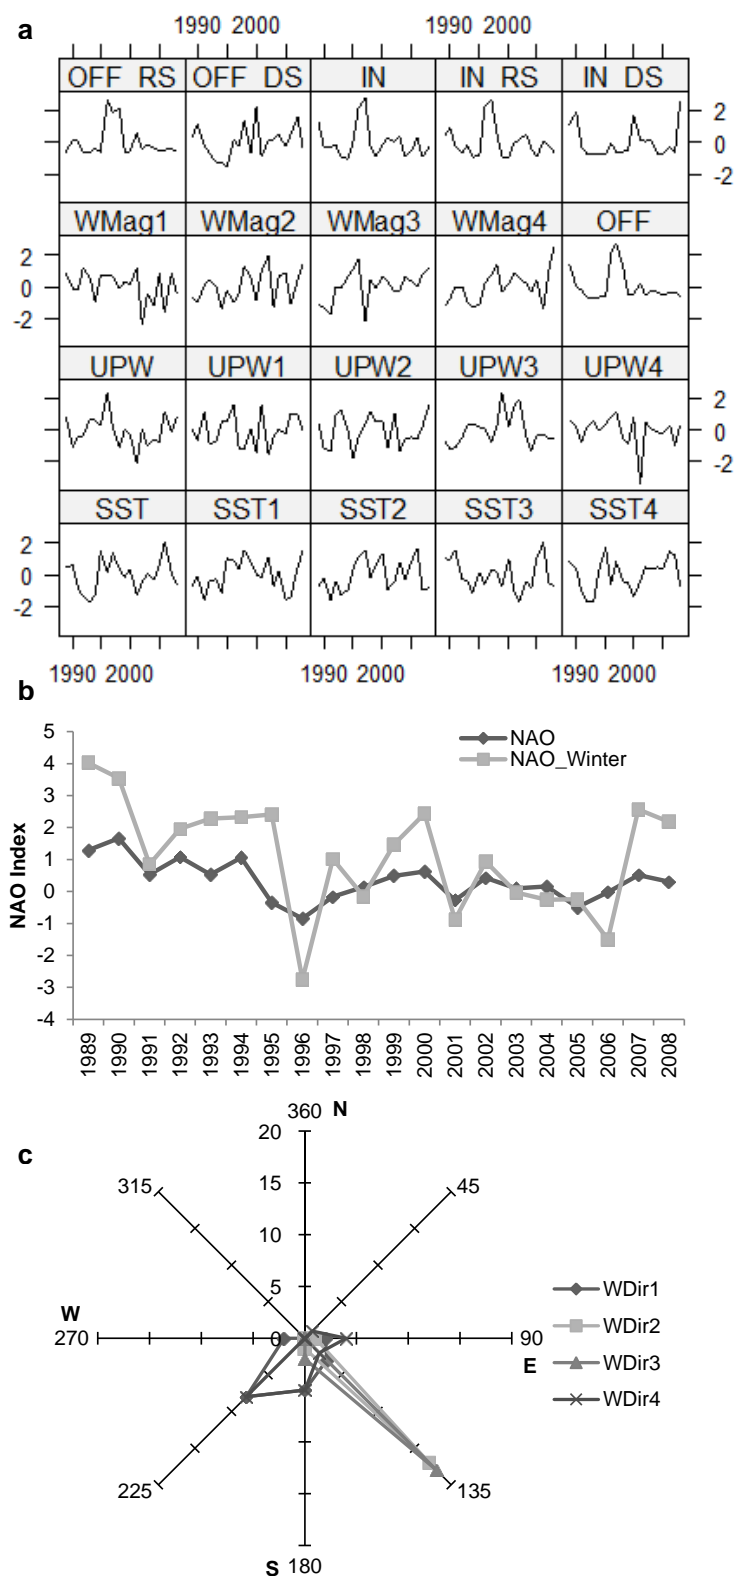 a
1990 2000 1990 2000
OFF RS OFF DS IN IN RS IN DS
2
0
-2
WMag1 WMag2 WMag3 WMag4 OFF
2
0
-2
UPW UPW1 UPW2 UPW3 UPW4
2
0
-2
SST SST1 SST2 SST3 SST4
2
0
-2
1990 2000 1990 2000 1990 2000
b
NAO Index
5
4
3
2
1
0
-1
-2
-3
-4
NAO
NAO_Winter
1989 1990 1991 1992 1993 1994 1995 1996 1997 1998 1999 2000 2001 2002 2003 2004 2005 2006 2007 2008
c
360 N
20
15
10
5
0
315
45
W
270
90
E
225
135
S 180
WDir1
WDir2
WDir3
WDir4